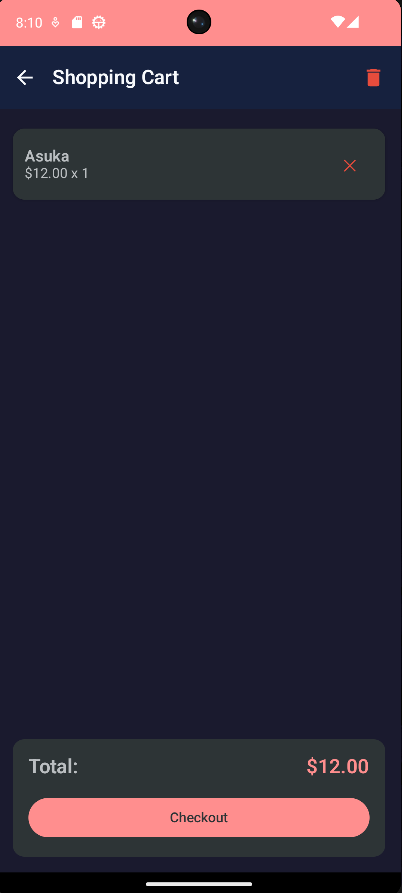 8:10
Shopping Cart
Asuka
$12.00 x 1
Total: $12.00
Checkout